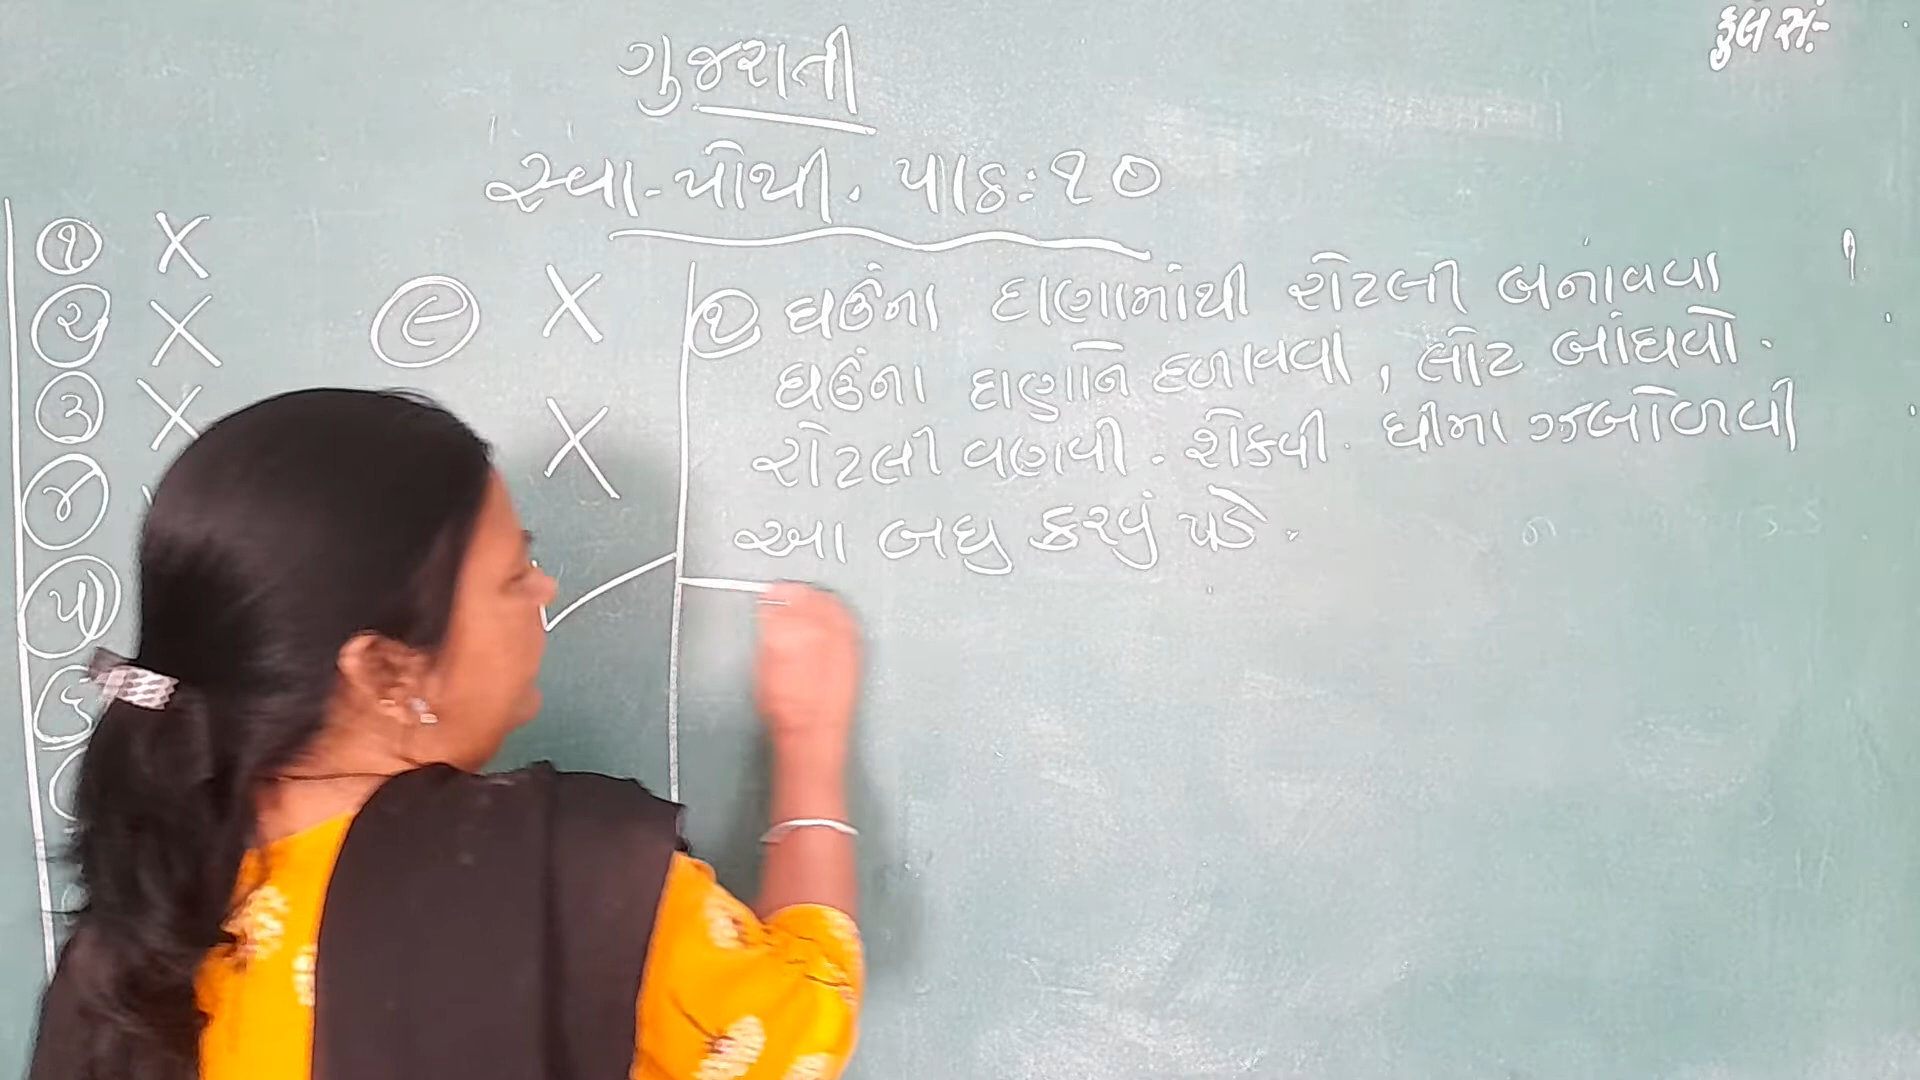 ફુલ સં:-
ગુજરાતી
સ્વા-પોથી. પાઠ:૧૦
૧ X
૨ X
૩ X
૪
૫
૬
૯ X
X
૧ ઘઉંના દાણામાંથી રોટલી બનાવવા
ઘઉંના દાણાને દળાવવા, લોટ બાંધવો.
રોટલી વણવી. શેકવી. ઘીમા ઝબોળવી
આ બધુ કરવું પડે.